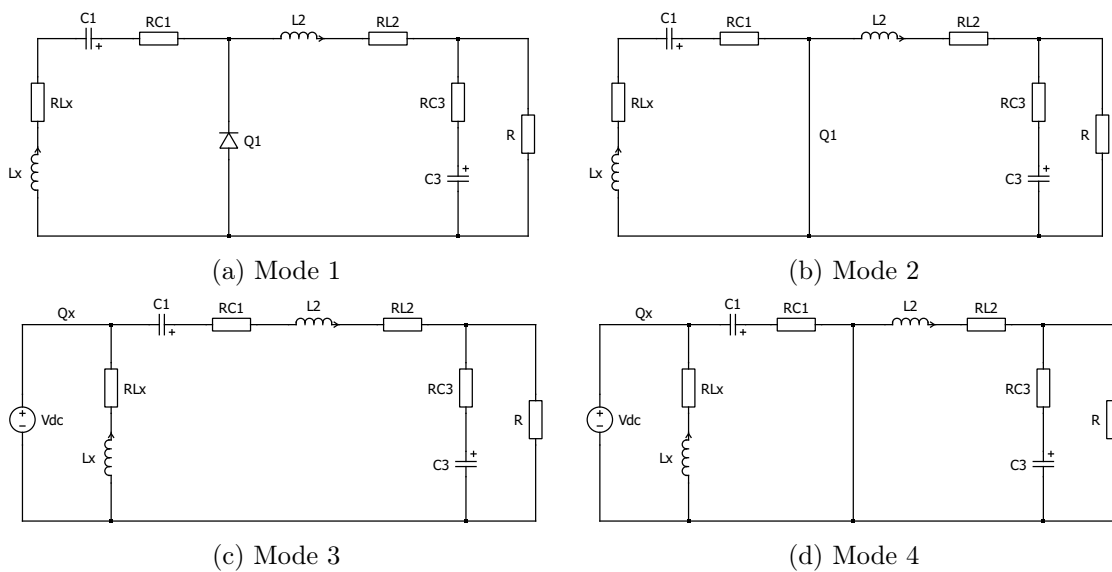 C1 RC1 L2 RL2
+
RLx RC3 R
Q1
Lx C3 +
(a) Mode 1
C1 RC1 L2 RL2
+
RLx RC3 R
Q1
Lx C3 +
(b) Mode 2
Qx C1 RC1 L2 RL2
+
RLx RC3
+ − Vdc R
Lx C3 +
(c) Mode 3
Qx C1 RC1 L2 RL2
+
RLx RC3
+ − Vdc R
Lx C3 +
(d) Mode 4